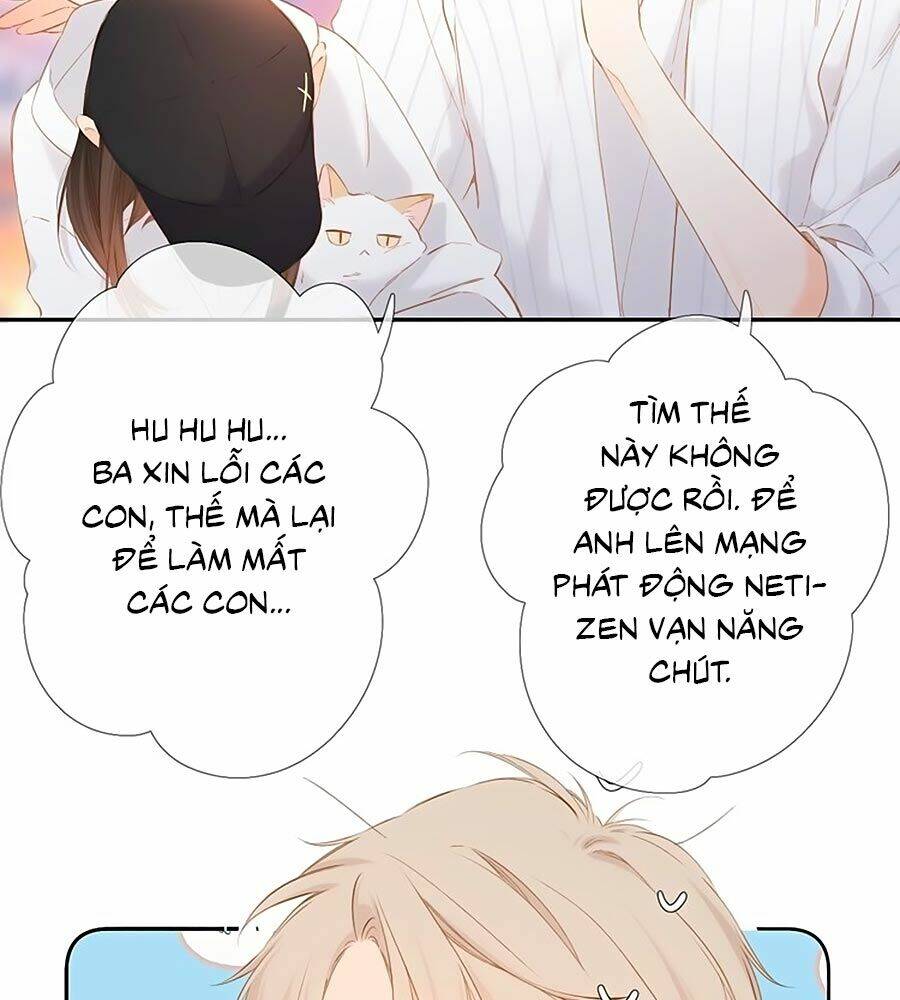 HU HU HU...
BA XIN LỖI CÁC
CON, THẾ MÀ LẠI
ĐỂ LÀM MẤT
CÁC CON...
TÌM THẾ
NÀY KHÔNG
ĐƯỢC RỒI. ĐỂ
ANH LÊN MẠNG
PHÁT ĐỘNG NETI-
ZEN VẠN NĂNG
CHÚT.